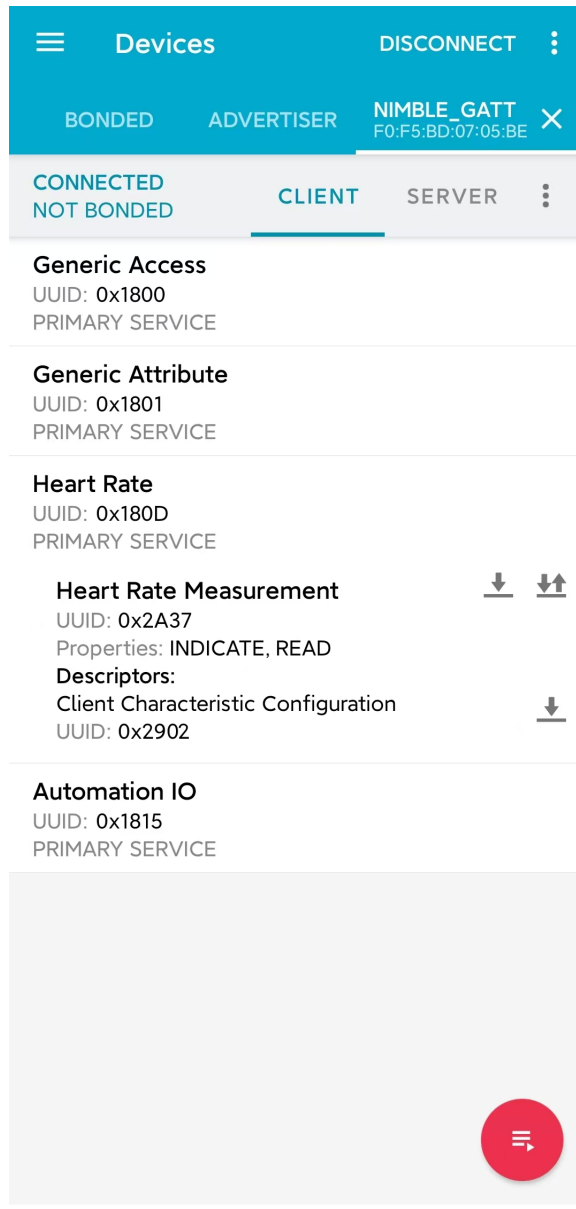 Devices
DISCONNECT
BONDED
ADVERTISER
NIMBLE_GATT
F0:F5:BD:07:05:BE
CONNECTED
NOT BONDED
CLIENT
SERVER
Generic Access
UUID: 0x1800
PRIMARY SERVICE
Generic Attribute
UUID: 0x1801
PRIMARY SERVICE
Heart Rate
UUID: 0x180D
PRIMARY SERVICE
Heart Rate Measurement
UUID: 0x2A37
Properties: INDICATE, READ
Descriptors:
Client Characteristic Configuration
UUID: 0x2902
Automation IO
UUID: 0x1815
PRIMARY SERVICE